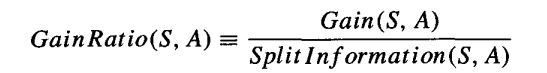 GainRatio(S, A) ≡ Gain(S, A) / SplitInformation(S, A)